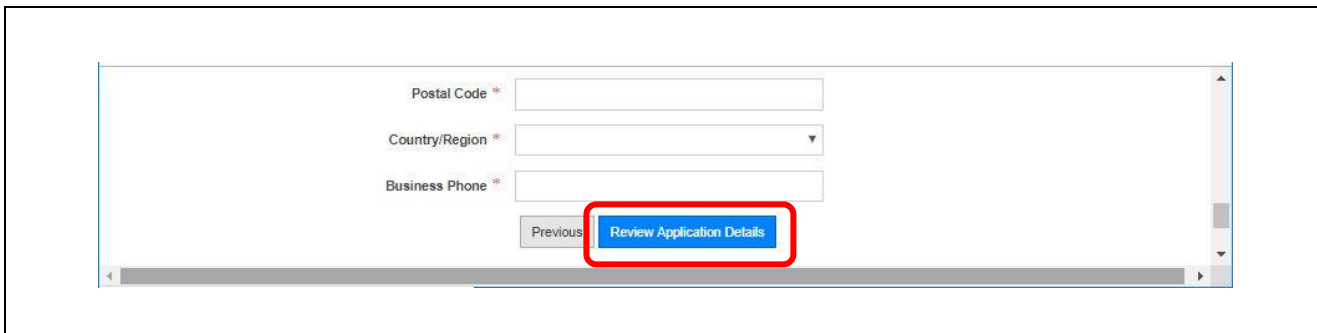 Postal Code *
Country/Region *
Business Phone *
Previous Review Application Details